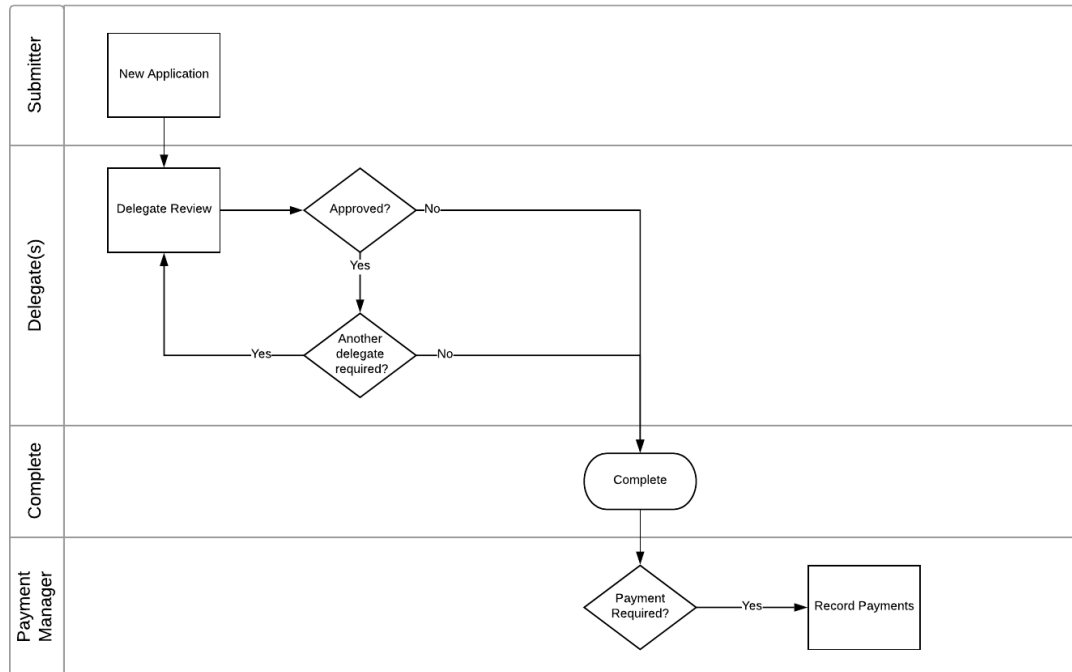 Submitter
New Application
Delegate(s)
Delegate Review
Approved?
No
Yes
Another
delegate
required?
Yes
No
Complete
Complete
Payment
Manager
Payment
Required?
Yes
Record Payments